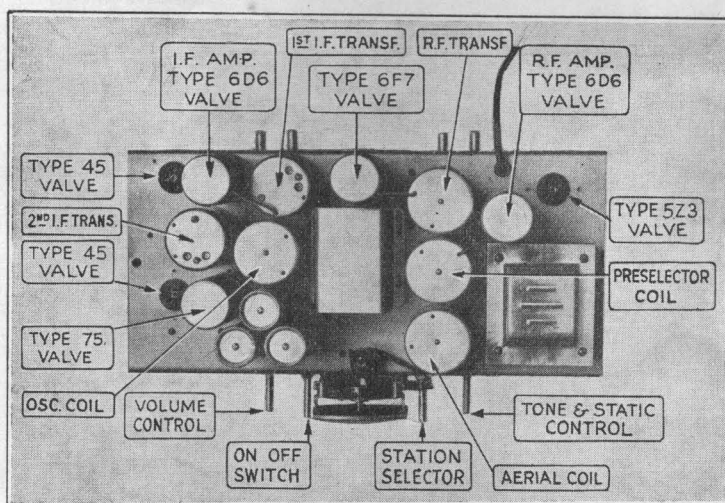 1ST I.F. TRANSF.
R.F. TRANSF
I.F. AMP.
TYPE 6D6
VALVE
TYPE 6F7
VALVE
R.F. AMP.
TYPE 6D6
VALVE
TYPE 45
VALVE
TYPE 5Z3
VALVE
2ND I.F. TRANS.
TYPE 45
VALVE
PRESELECTOR
COIL
TYPE 75.
VALVE
OSC. COIL
VOLUME
CONTROL
TONE & STATIC
CONTROL
ON OFF
SWITCH
STATION
SELECTOR
AERIAL COIL